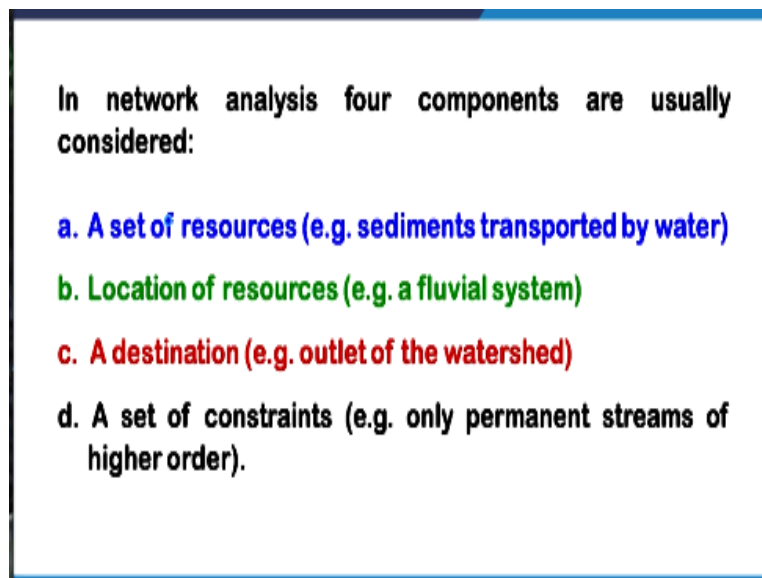 In network analysis four components are usually
considered:
a. A set of resources (e.g. sediments transported by water)
b. Location of resources (e.g. a fluvial system)
c. A destination (e.g. outlet of the watershed)
d. A set of constraints (e.g. only permanent streams of
higher order).